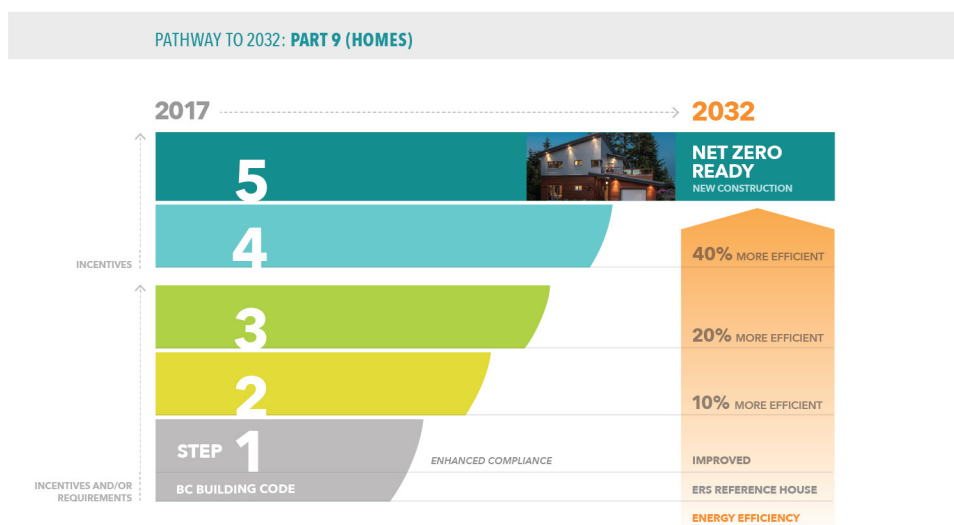 PATHWAY TO 2032: PART 9 (HOMES)
2017
2032
5
NET ZERO
READY
NEW CONSTRUCTION
4
40% MORE EFFICIENT
INCENTIVES
3
20% MORE EFFICIENT
2
10% MORE EFFICIENT
STEP 1
ENHANCED COMPLIANCE
IMPROVED
INCENTIVES AND/OR
REQUIREMENTS
BC BUILDING CODE
ERS REFERENCE HOUSE
ENERGY EFFICIENCY